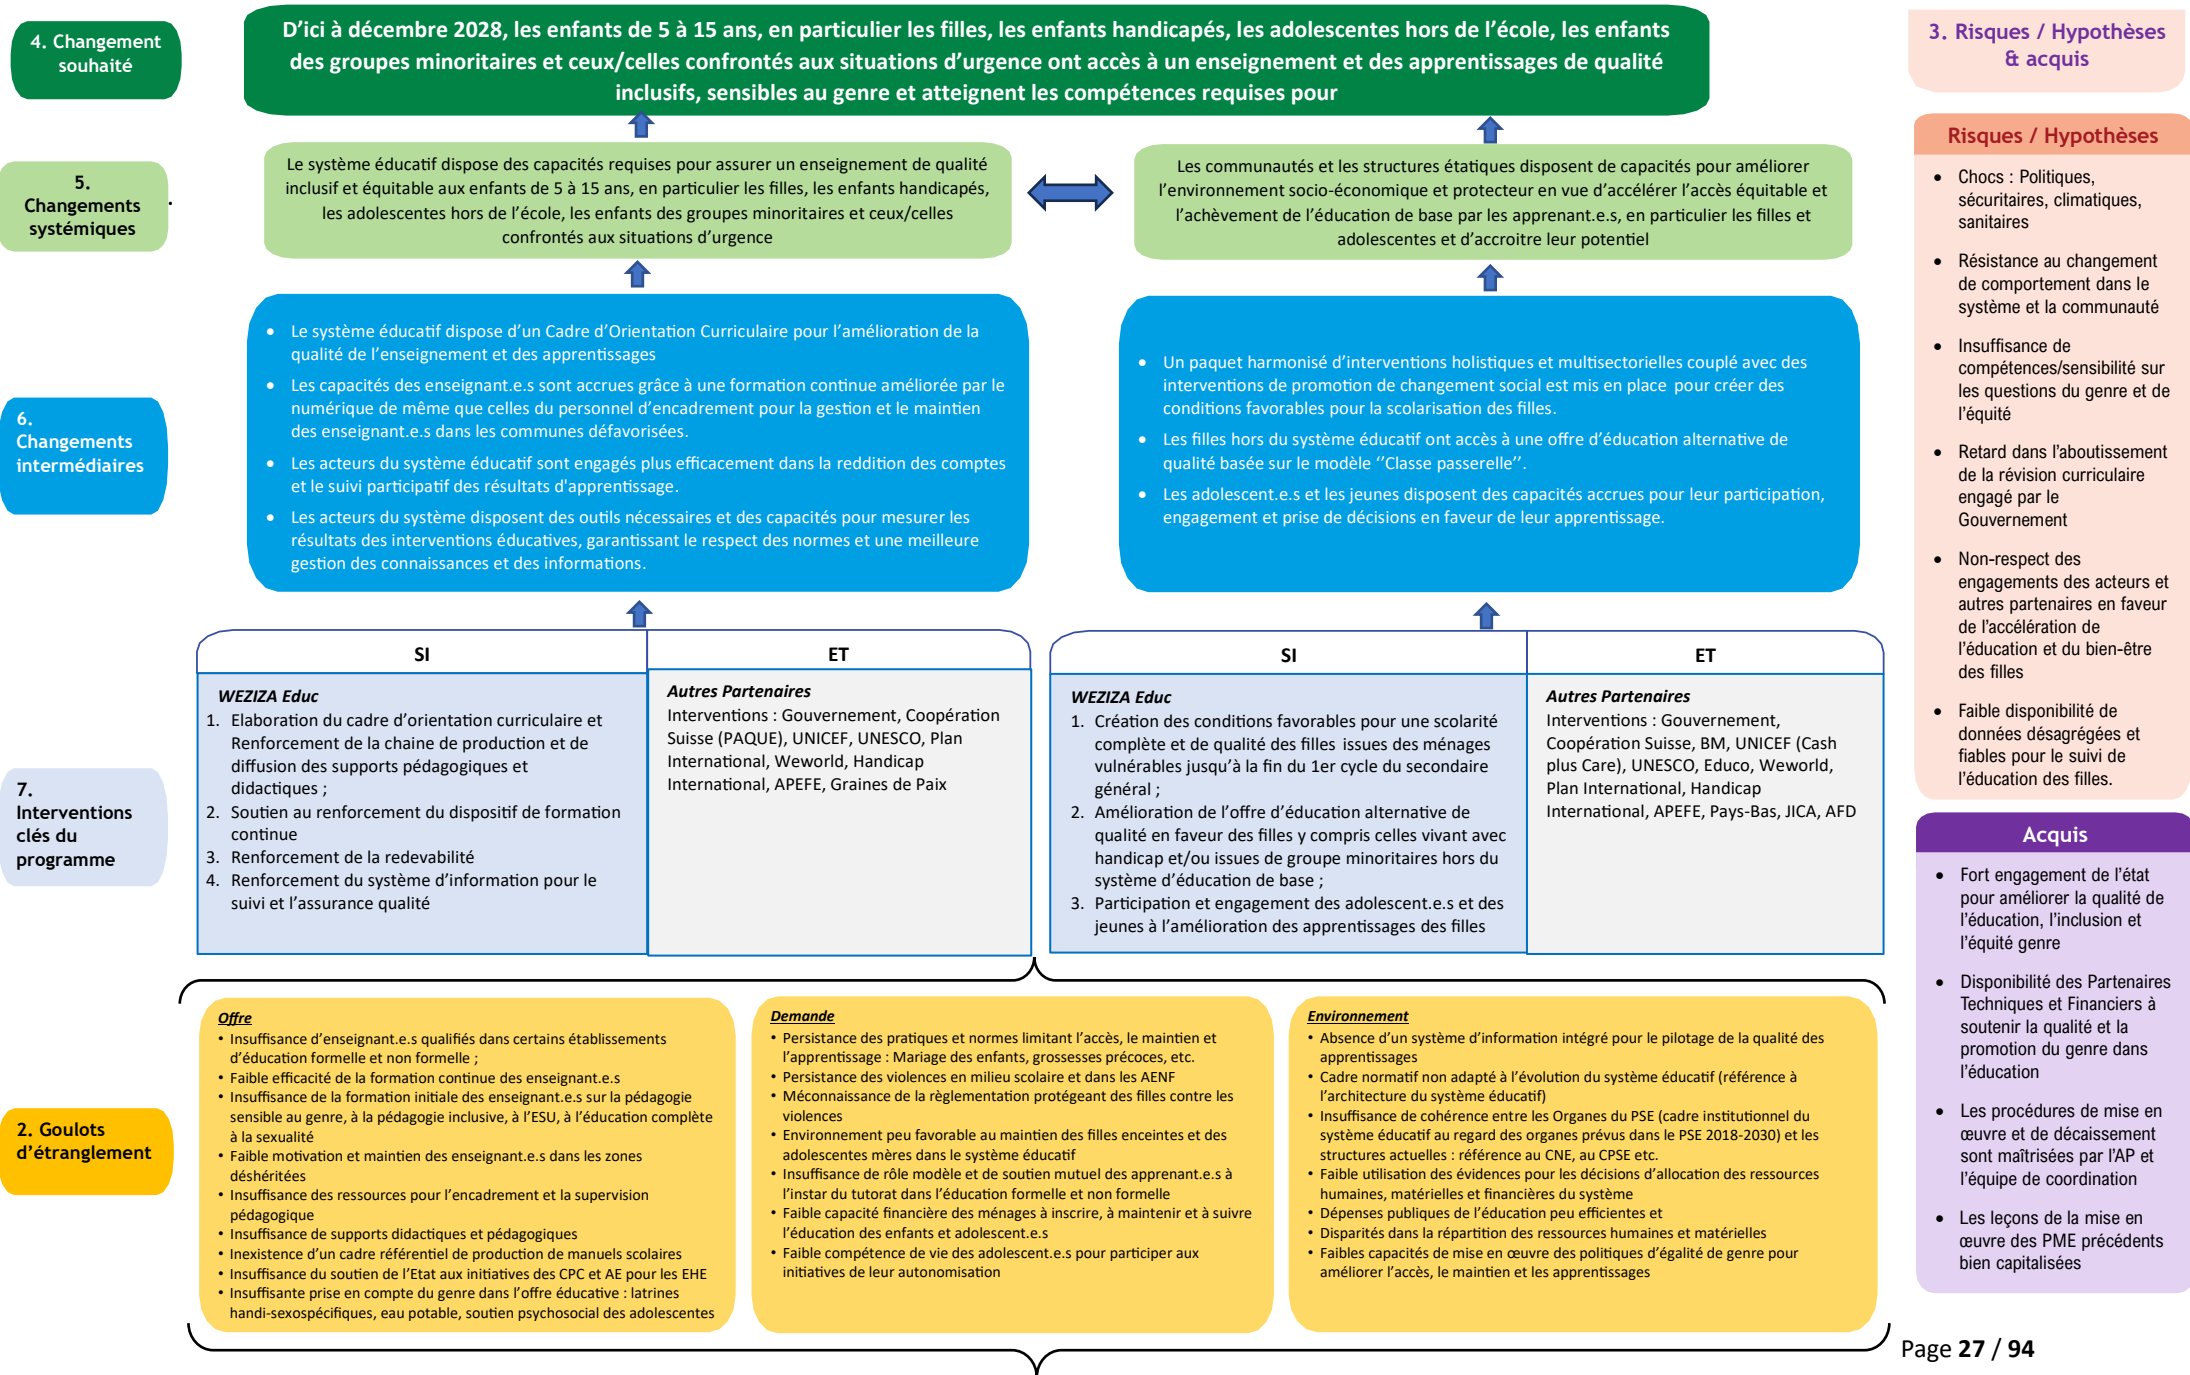 4. Changement
souhaité
D’ici à décembre 2028, les enfants de 5 à 15 ans, en particulier les filles, les enfants handicapés, les adolescentes hors de l’école, les enfants
des groupes minoritaires et ceux/celles confrontés aux situations d’urgence ont accès à un enseignement et des apprentissages de qualité
inclusifs, sensibles au genre et atteignent les compétences requises pour
3. Risques / Hypothèses
& acquis
5.
Changements
systémiques
.
Le système éducatif dispose des capacités requises pour assurer un enseignement de qualité
inclusif et équitable aux enfants de 5 à 15 ans, en particulier les filles, les enfants handicapés,
les adolescentes hors de l’école, les enfants des groupes minoritaires et ceux/celles
confrontés aux situations d’urgence
Les communautés et les structures étatiques disposent de capacités pour améliorer
l’environnement socio-économique et protecteur en vue d’accélérer l’accès équitable et
l’achèvement de l’éducation de base par les apprenant.e.s, en particulier les filles et
adolescentes et d’accroitre leur potentiel
6.
Changements
intermédiaires
• Le système éducatif dispose d’un Cadre d’Orientation Curriculaire pour l’amélioration de la
qualité de l’enseignement et des apprentissages
• Les capacités des enseignant.e.s sont accrues grâce à une formation continue améliorée par le
numérique de même que celles du personnel d’encadrement pour la gestion et le maintien
des enseignant.e.s dans les communes défavorisées.
• Les acteurs du système éducatif sont engagés plus efficacement dans la reddition des comptes
et le suivi participatif des résultats d'apprentissage.
• Les acteurs du système disposent des outils nécessaires et des capacités pour mesurer les
résultats des interventions éducatives, garantissant le respect des normes et une meilleure
gestion des connaissances et des informations.
• Un paquet harmonisé d’interventions holistiques et multisectorielles couplé avec des
interventions de promotion de changement social est mis en place pour créer des
conditions favorables pour la scolarisation des filles.
• Les filles hors du système éducatif ont accès à une offre d’éducation alternative de
qualité basée sur le modèle ‘’Classe passerelle’’.
• Les adolescent.e.s et les jeunes disposent des capacités accrues pour leur participation,
engagement et prise de décisions en faveur de leur apprentissage.
7.
Interventions
clés du
programme
SI
WEZIZA Educ
1. Elaboration du cadre d’orientation curriculaire et
Renforcement de la chaine de production et de
diffusion des supports pédagogiques et
didactiques ;
2. Soutien au renforcement du dispositif de formation
continue
3. Renforcement de la redevabilité
4. Renforcement du système d’information pour le
suivi et l’assurance qualité
ET
Autres Partenaires
Interventions : Gouvernement, Coopération
Suisse (PAQUE), UNICEF, UNESCO, Plan
International, Weworld, Handicap
International, APEFE, Graines de Paix
SI
WEZIZA Educ
1. Création des conditions favorables pour une scolarité
complète et de qualité des filles issues des ménages
vulnérables jusqu’à la fin du 1er cycle du secondaire
général ;
2. Amélioration de l’offre d’éducation alternative de
qualité en faveur des filles y compris celles vivant avec
handicap et/ou issues de groupe minoritaires hors du
système d’éducation de base ;
3. Participation et engagement des adolescent.e.s et des
jeunes à l’amélioration des apprentissages des filles
ET
Autres Partenaires
Interventions : Gouvernement,
Coopération Suisse, BM, UNICEF (Cash
plus Care), UNESCO, Educo, Weworld,
Plan International, Handicap
International, APEFE, Pays-Bas, JICA, AFD
2. Goulots
d’étranglement
Offre
• Insuffisance d’enseignant.e.s qualifiés dans certains établissements
d’éducation formelle et non formelle ;
• Faible efficacité de la formation continue des enseignant.e.s
• Insuffisance de la formation initiale des enseignant.e.s sur la pédagogie
sensible au genre, à la pédagogie inclusive, à l’ESU, à l’éducation complète
à la sexualité
• Faible motivation et maintien des enseignant.e.s dans les zones
déshéritées
• Insuffisance des ressources pour l’encadrement et la supervision
pédagogique
• Insuffisance de supports didactiques et pédagogiques
• Inexistence d’un cadre référentiel de production de manuels scolaires
• Insuffisance du soutien de l’Etat aux initiatives des CPC et AE pour les EHE
• Insuffisante prise en compte du genre dans l’offre éducative : latrines
handi-sexospécifiques, eau potable, soutien psychosocial des adolescentes
Demande
• Persistance des pratiques et normes limitant l’accès, le maintien et
l’apprentissage : Mariage des enfants, grossesses précoces, etc.
• Persistance des violences en milieu scolaire et dans les AENF
• Méconnaissance de la règlementation protégeant des filles contre les
violences
• Environnement peu favorable au maintien des filles enceintes et des
adolescentes mères dans le système éducatif
• Insuffisance de rôle modèle et de soutien mutuel des apprenant.e.s à
l’instar du tutorat dans l’éducation formelle et non formelle
• Faible capacité financière des ménages à inscrire, à maintenir et à suivre
l’éducation des enfants et adolescent.e.s
• Faible compétence de vie des adolescent.e.s pour participer aux
initiatives de leur autonomisation
Environnement
• Absence d’un système d’information intégré pour le pilotage de la qualité des
apprentissages
• Cadre normatif non adapté à l’évolution du système éducatif (référence à
l’architecture du système éducatif)
• Insuffisance de cohérence entre les Organes du PSE (cadre institutionnel du
système éducatif au regard des organes prévus dans le PSE 2018-2030) et les
structures actuelles : référence au CNE, au CPSE etc.
• Faible utilisation des évidences pour les décisions d’allocation des ressources
humaines, matérielles et financières du système
• Dépenses publiques de l’éducation peu efficientes et
• Disparités dans la répartition des ressources humaines et matérielles
• Faibles capacités de mise en œuvre des politiques d’égalité de genre pour
améliorer l’accès, le maintien et les apprentissages
Risques / Hypothèses
• Chocs : Politiques,
sécuritaires, climatiques,
sanitaires
• Résistance au changement
de comportement dans le
système et la communauté
• Insuffisance de
compétences/sensibilité sur
les questions du genre et de
l’équité
• Retard dans l’aboutissement
de la révision curriculaire
engagé par le
Gouvernement
• Non-respect des
engagements des acteurs et
autres partenaires en faveur
de l’accélération de
l’éducation et du bien-être
des filles
• Faible disponibilité de
données désagrégées et
fiables pour le suivi de
l’éducation des filles.
Acquis
• Fort engagement de l’état
pour améliorer la qualité de
l’éducation, l’inclusion et
l’équité genre
• Disponibilité des Partenaires
Techniques et Financiers à
soutenir la qualité et la
promotion du genre dans
l’éducation
• Les procédures de mise en
œuvre et de décaissement
sont maîtrisées par l’AP et
l’équipe de coordination
• Les leçons de la mise en
œuvre des PME précédents
bien capitalisées
Page 27 / 94